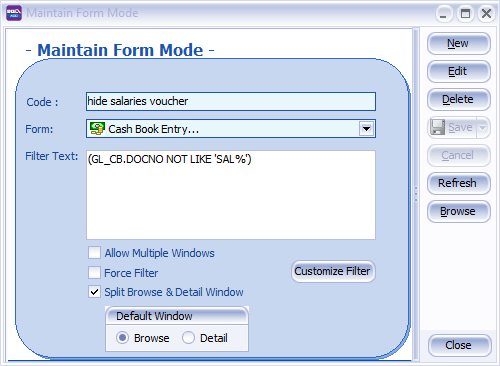 Maintain Form Mode
- Maintain Form Mode -
Code :
hide salaries voucher
Form:
Cash Book Entry...
Filter Text:
(GL_CB.DOCNO NOT LIKE 'SAL%')
Allow Multiple Windows
Force Filter
Customize Filter
Split Browse & Detail Window
Default Window
Browse
Detail
New
Edit
Delete
Save
Cancel
Refresh
Browse
Close